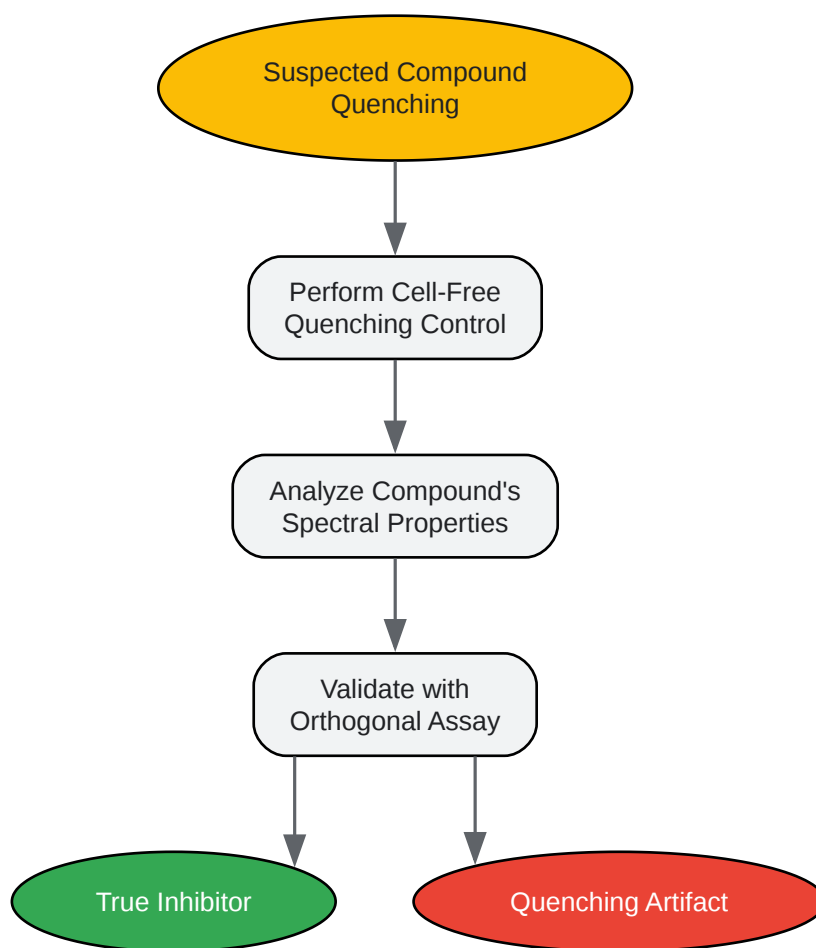 Suspected Compound
Quenching
Perform Cell-Free
Quenching Control
Analyze Compound's
Spectral Properties
Validate with
Orthogonal Assay
True Inhibitor
Quenching Artifact